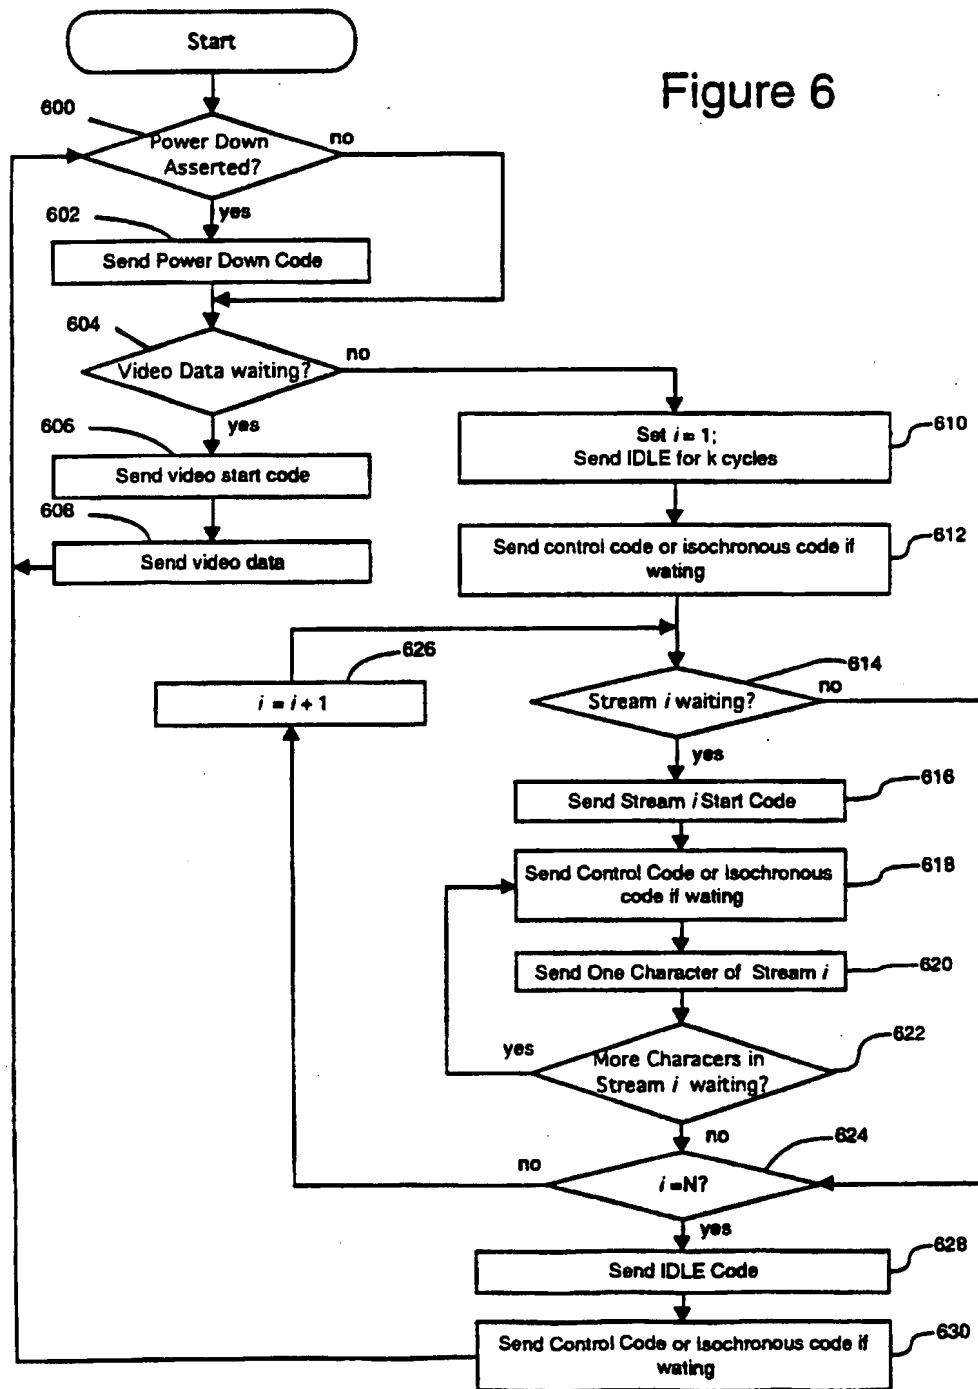 Start
Figure 6
600
Power Down
Asserted?
no
yes
602
Send Power Down Code
604
Video Data waiting?
no
yes
606
Send video start code
608
Send video data
Set i = 1;
Send IDLE for k cycles
610
Send control code or isochronous code if
wating
612
626
i = i + 1
614
Stream i waiting?
no
yes
Send Stream i Start Code
616
Send Control Code or Isochronous
code if wating
618
Send One Character of Stream i
620
yes
More Characers in
Stream i waiting?
622
no
624
no
i =N?
yes
Send IDLE Code
628
Send Control Code or Isochronous code if
wating
630